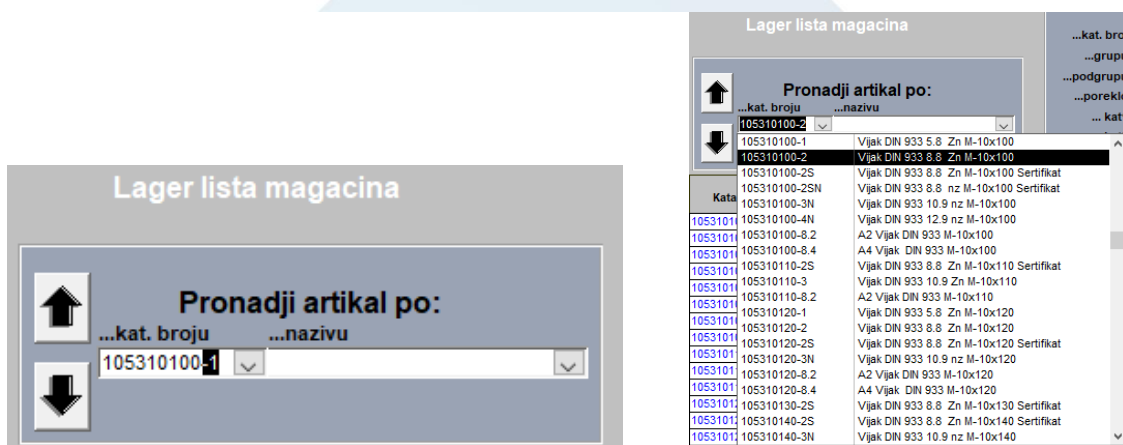 Lager lista magacina
Pronadji artikal po:
...kat. broju ...nazivu
105310100-1
Lager lista magacina
...kat. bro
...grup
...podgrup
...porekl
... kat
Pronadji artikal po:
...kat. broju ...nazivu
105310100-2
105310100-1 Vijak DIN 933 5.8 Zn M-10x100
105310100-2 Vijak DIN 933 8.8 Zn M-10x100
105310100-2S Vijak DIN 933 8.8 Zn M-10x100 Sertifikat
105310100-2SN Vijak DIN 933 8.8 nz M-10x100 Sertifikat
105310100-3N Vijak DIN 933 10.9 nz M-10x100
105310100-4N Vijak DIN 933 12.9 nz M-10x100
105310100-8.2 A2 Vijak DIN 933 M-10x100
105310100-8.4 A4 Vijak DIN 933 M-10x100
105310110-2S Vijak DIN 933 8.8 Zn M-10x110 Sertifikat
105310110-3 Vijak DIN 933 10.9 Zn M-10x110
105310110-8.2 A2 Vijak DIN 933 M-10x110
105310120-1 Vijak DIN 933 5.8 Zn M-10x120
105310120-2 Vijak DIN 933 8.8 Zn M-10x120
105310120-2S Vijak DIN 933 8.8 Zn M-10x120 Sertifikat
105310120-3N Vijak DIN 933 10.9 nz M-10x120
105310120-8.2 A2 Vijak DIN 933 M-10x120
105310120-8.4 A4 Vijak DIN 933 M-10x120
105310130-2S Vijak DIN 933 8.8 Zn M-10x130 Sertifikat
105310140-2S Vijak DIN 933 8.8 Zn M-10x140 Sertifikat
105310140-3N Vijak DIN 933 10.9 nz M-10x140
Kata